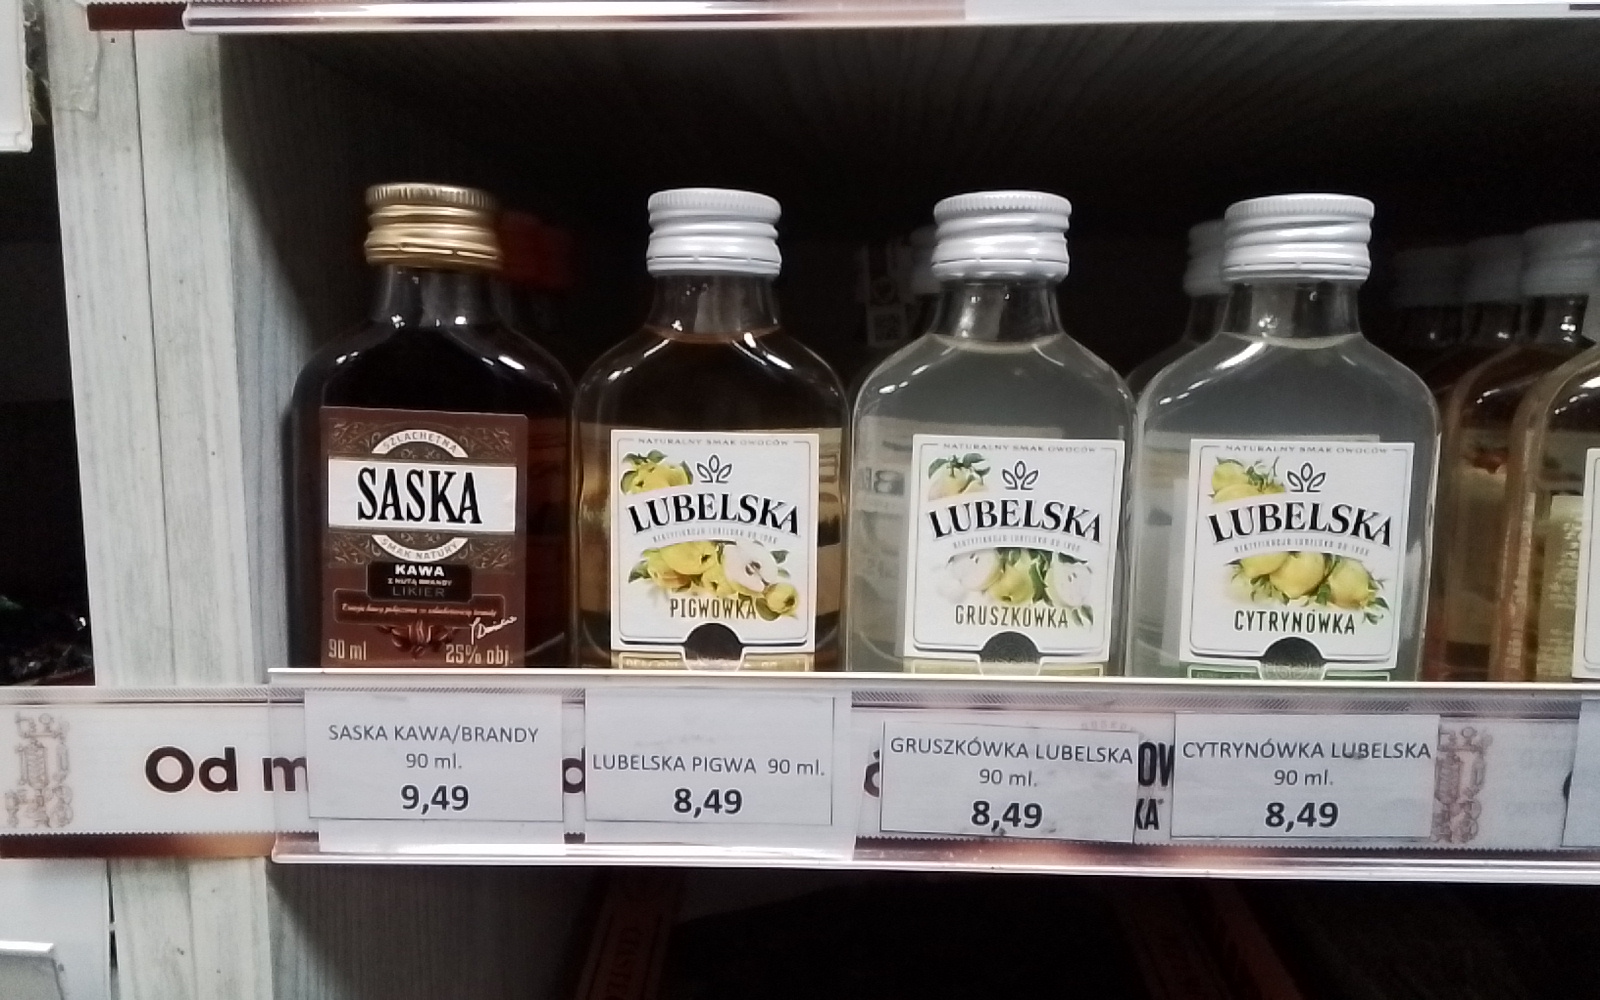 SZLACHETNA
SASKA
SMAK NATURY
KAWA
Z NUTĄ BRANDY
LIKIER
90 ml 25% obj.
NATURALNY SMAK OWOCÓW
LUBELSKA
PIGWÓWKA
NATURALNY SMAK OWOCÓW
LUBELSKA
GRUSZKÓWKA
NATURALNY SMAK OWOCÓW
LUBELSKA
CYTRYNÓWKA
Od
SASKA KAWA/BRANDY
90 ml.
9,49
LUBELSKA PIGWA 90 ml.
8,49
GRUSZKÓWKA LUBELSKA
90 ml.
8,49
CYTRYNÓWKA LUBELSKA
90 ml.
8,49